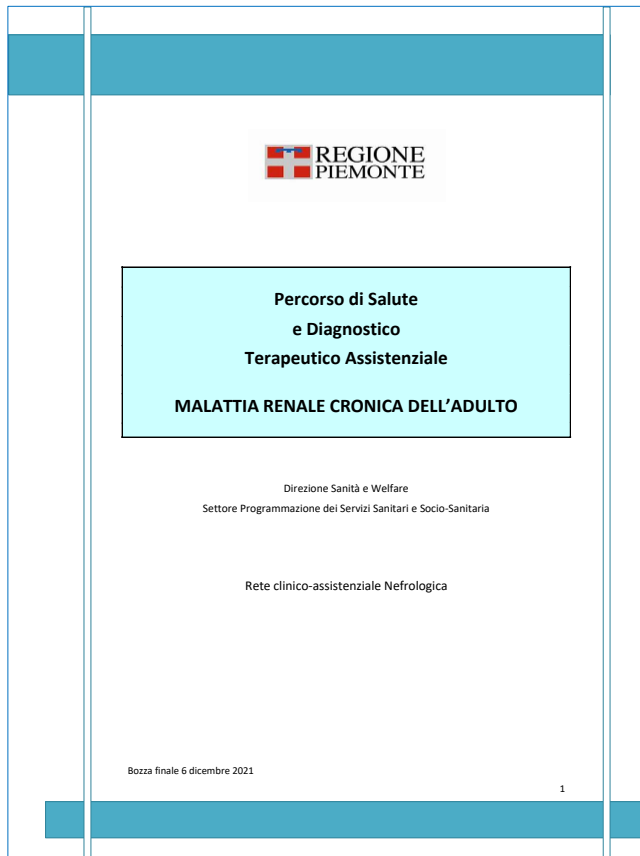 REGIONE
PIEMONTE
Percorso di Salute
e Diagnostico
Terapeutico Assistenziale
MALATTIA RENALE CRONICA DELL’ADULTO
Direzione Sanità e Welfare
Settore Programmazione dei Servizi Sanitari e Socio-Sanitaria
Rete clinico-assistenziale Nefrologica
Bozza finale 6 dicembre 2021
1